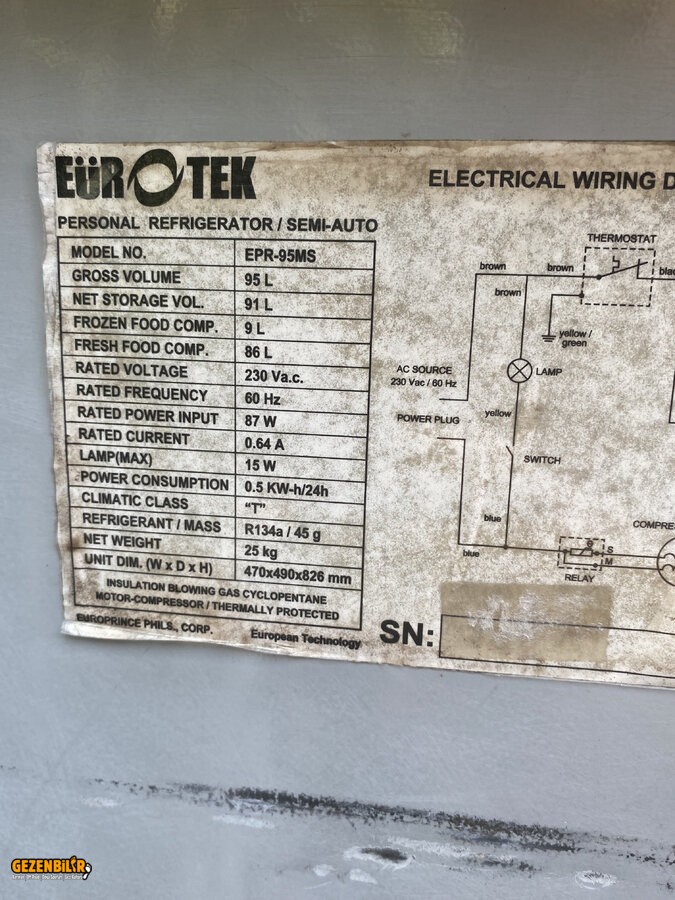 EüROTEK
PERSONAL REFRIGERATOR / SEMI-AUTO
MODEL NO. EPR-95MS
GROSS VOLUME 95 L
NET STORAGE VOL. 91 L
FROZEN FOOD COMP. 9 L
FRESH FOOD COMP. 86 L
RATED VOLTAGE 230 Va.c.
RATED FREQUENCY 60 Hz
RATED POWER INPUT 87 W
RATED CURRENT 0.64 A
LAMP(MAX) 15 W
POWER CONSUMPTION 0.5 KW-h/24h
CLIMATIC CLASS “T”
REFRIGERANT / MASS R134a / 45 g
NET WEIGHT 25 kg
UNIT DIM. (W x D x H) 470x490x826 mm
INSULATION BLOWING GAS CYCLOPENTANE
MOTOR-COMPRESSOR / THERMALLY PROTECTED
EUROPRINCE PHILS., CORP. European Technology
ELECTRICAL WIRING D
THERMOSTAT
brown brown blac
brown
yellow /
green
AC SOURCE
230 Vac / 60 Hz
LAMP
POWER PLUG
yellow
SWITCH
blue
blue
COMPRES
S
M
RELAY
SN:
GEZENBİLİR